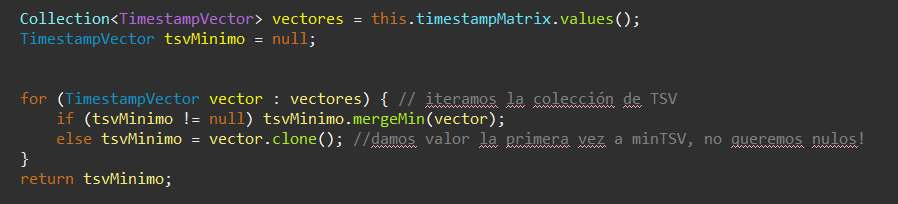 Collection<TimestampVector> vectores = this.timestampMatrix.values();
TimestampVector tsvMinimo = null;
for (TimestampVector vector : vectores) { // iteramos la colección de TSV
if (tsvMinimo != null) tsvMinimo.mergeMin(vector);
else tsvMinimo = vector.clone(); //damos valor la primera vez a minTSV, no queremos nulos!
}
return tsvMinimo;